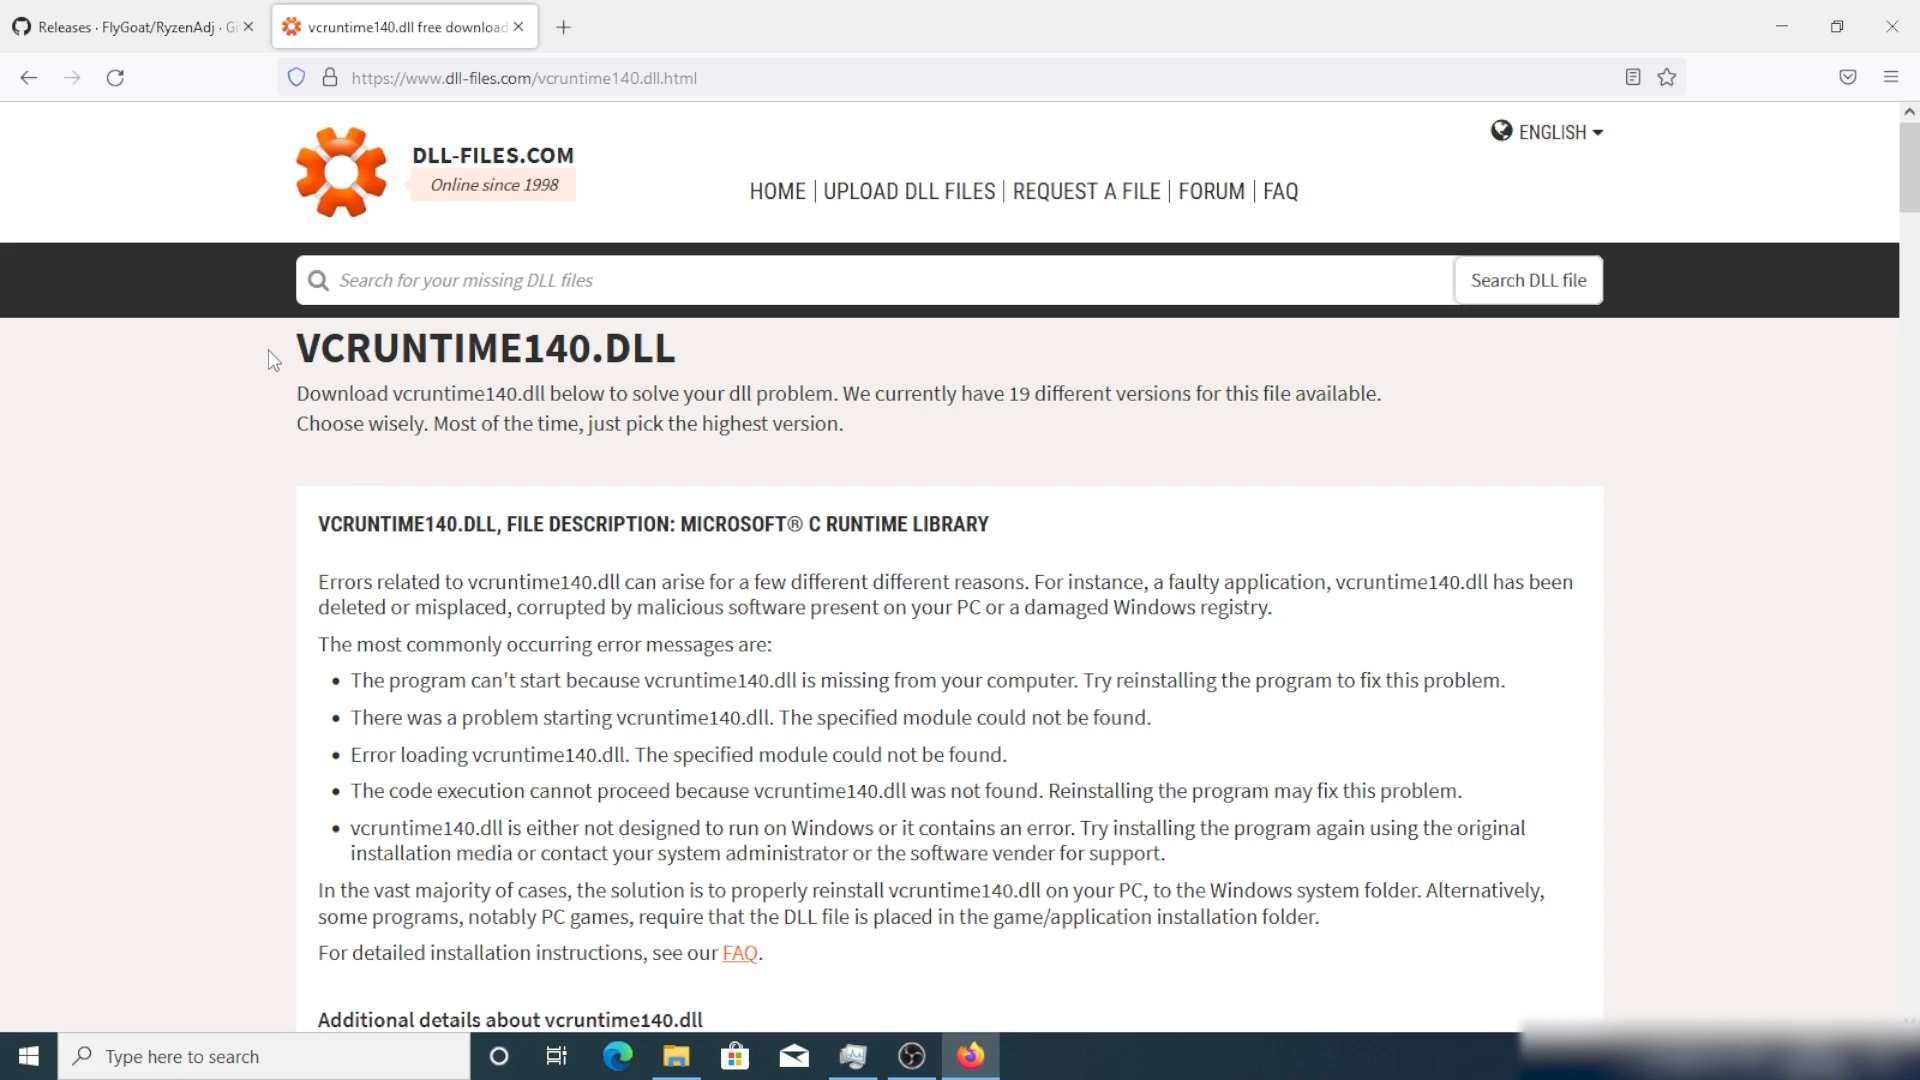 Releases · FlyGoat/RyzenAdj · Gi
vcruntime140.dll free download
https://www.dll-files.com/vcruntime140.dll.html
DLL-FILES.COM
Online since 1998
ENGLISH
HOME | UPLOAD DLL FILES | REQUEST A FILE | FORUM | FAQ
Search for your missing DLL files
Search DLL file
VCRUNTIME140.DLL
Download vcruntime140.dll below to solve your dll problem. We currently have 19 different versions for this file available.
Choose wisely. Most of the time, just pick the highest version.
VCRUNTIME140.DLL, FILE DESCRIPTION: MICROSOFT® C RUNTIME LIBRARY
Errors related to vcruntime140.dll can arise for a few different different reasons. For instance, a faulty application, vcruntime140.dll has been
deleted or misplaced, corrupted by malicious software present on your PC or a damaged Windows registry.
The most commonly occurring error messages are:
• The program can't start because vcruntime140.dll is missing from your computer. Try reinstalling the program to fix this problem.
• There was a problem starting vcruntime140.dll. The specified module could not be found.
• Error loading vcruntime140.dll. The specified module could not be found.
• The code execution cannot proceed because vcruntime140.dll was not found. Reinstalling the program may fix this problem.
• vcruntime140.dll is either not designed to run on Windows or it contains an error. Try installing the program again using the original
installation media or contact your system administrator or the software vender for support.
In the vast majority of cases, the solution is to properly reinstall vcruntime140.dll on your PC, to the Windows system folder. Alternatively,
some programs, notably PC games, require that the DLL file is placed in the game/application installation folder.
For detailed installation instructions, see our FAQ.
Additional details about vcruntime140.dll
Type here to search